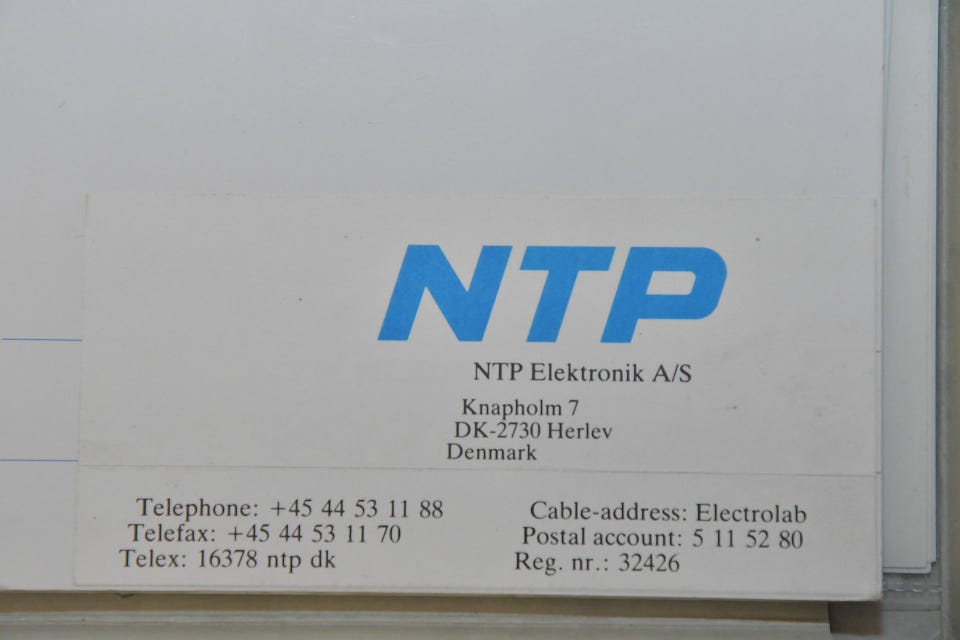 NTP
NTP Elektronik A/S
Knapholm 7
DK-2730 Herlev
Denmark
Telephone: +45 44 53 11 88
Telefax: +45 44 53 11 70
Telex: 16378 ntp dk
Cable-address: Electrolab
Postal account: 5 11 52 80
Reg. nr.: 32426